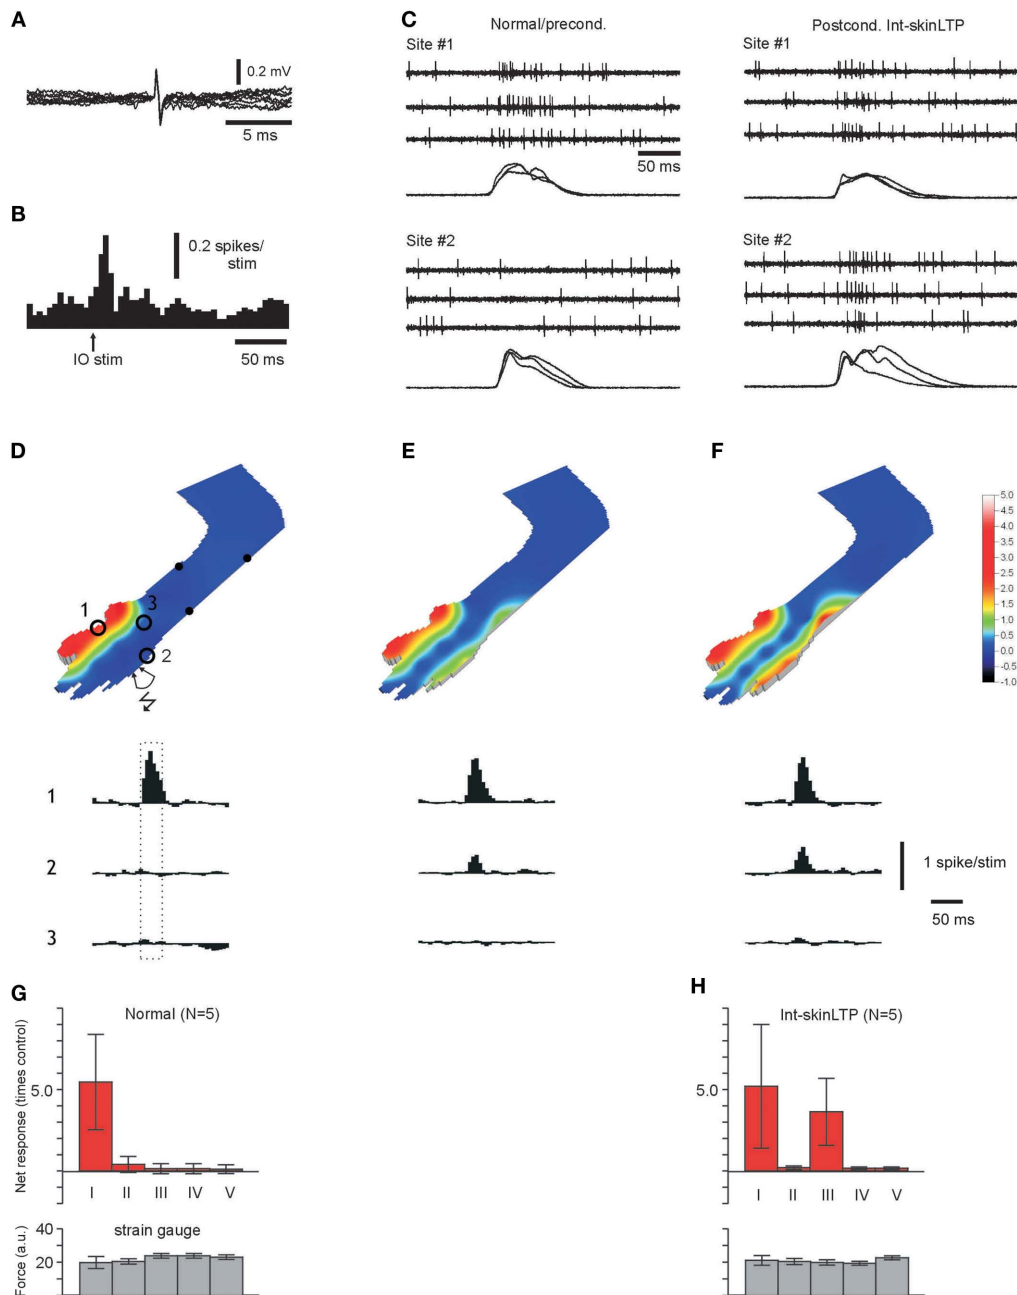 A
0.2 mV
5 ms
B
0.2 spikes/
stim
IO stim
50 ms
C
Normal/precond.
Postcond. Int-skinLTP
Site #1
Site #1
50 ms
Site #2
Site #2
D
E
F
1
3
2
5.0
4.5
4.0
3.5
3.0
2.5
2.0
1.5
1.0
0.5
0.0
-0.5
-1.0
1
2
3
1 spike/stim
50 ms
G
Normal (N=5)
Net response (times control)
5.0
I II III IV V
strain gauge
Force (a.u.)
40
20
H
Int-skinLTP (N=5)
5.0
I II III IV V